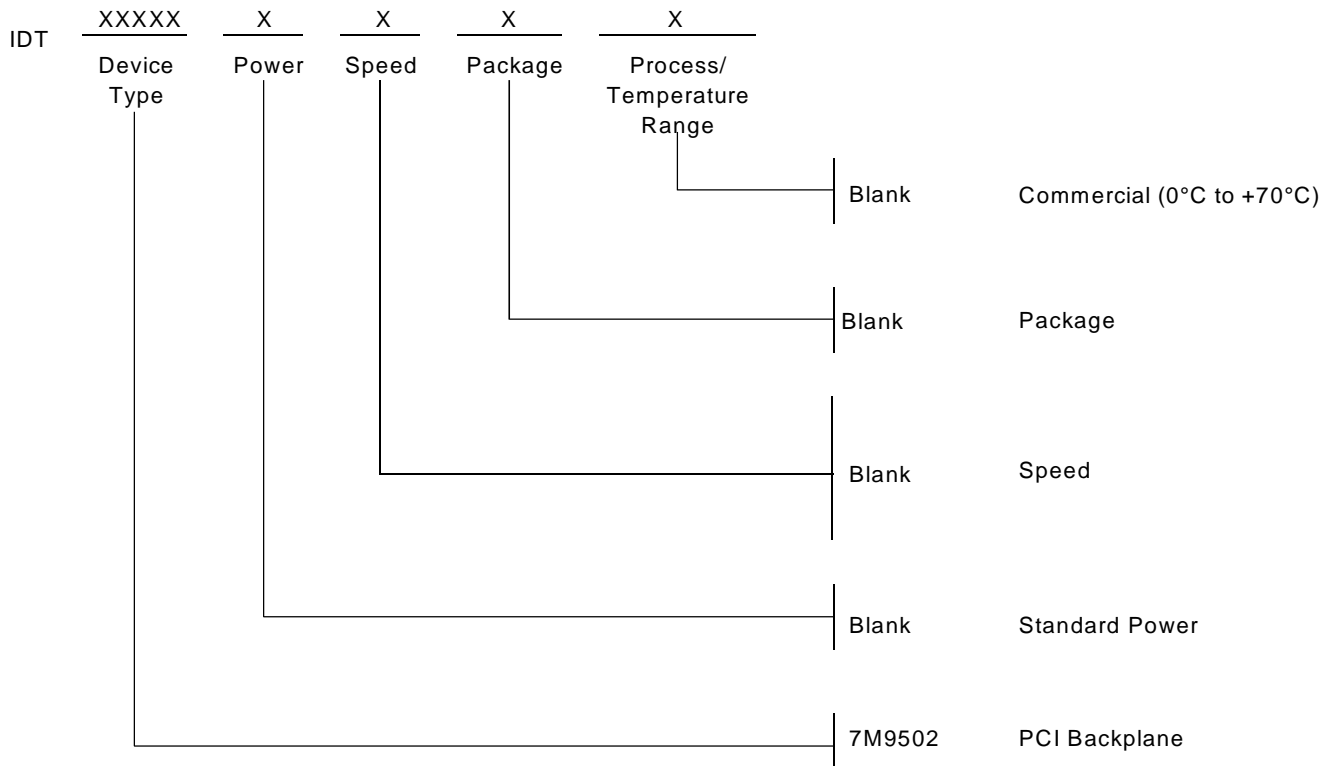 IDT XXXXX X X X X
Device Type Power Speed Package Process/ Temperature Range
Blank Commercial (0°C to +70°C)
Blank Package
Blank Speed
Blank Standard Power
7M9502 PCI Backplane